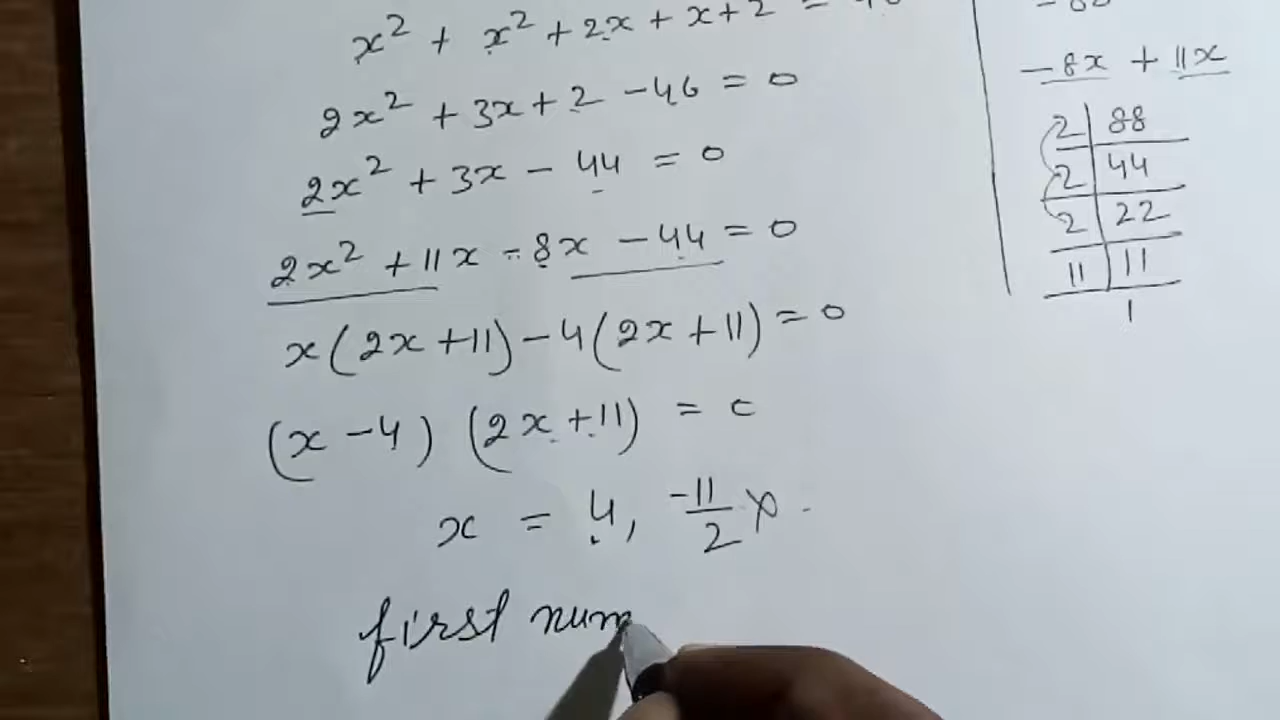 x² + x² + 2x + x + 2 =
2x² + 3x + 2 - 46 = 0
2x² + 3x - 44 = 0
2x² + 11x - 8x - 44 = 0
x(2x + 11) - 4(2x + 11) = 0
(x - 4) (2x + 11) = 0
x = 4, -11/2 ×.
first num
-8x + 11x
2 | 88
2 | 44
2 | 22
11 | 11
1